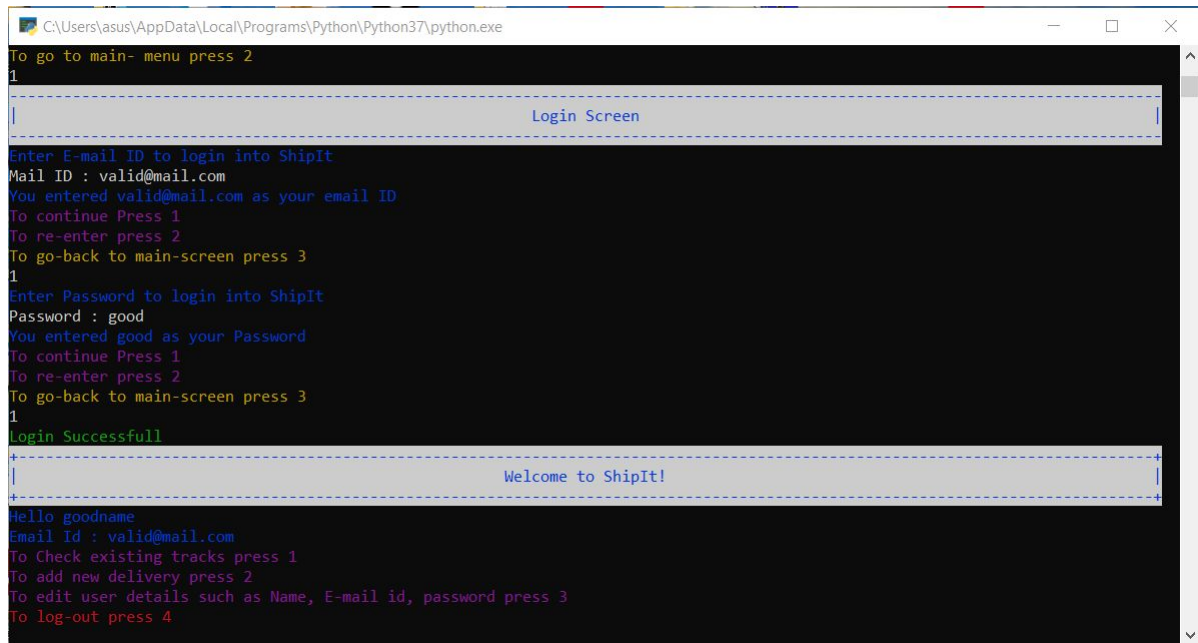 C:\Users\asus\AppData\Local\Programs\Python\Python37\python.exe
To go to main- menu press 2
1
Login Screen
Enter E-mail ID to login into ShipIt
Mail ID : valid@mail.com
You entered valid@mail.com as your email ID
To continue Press 1
To re-enter press 2
To go-back to main-screen press 3
1
Enter Password to login into ShipIt
Password : good
You entered good as your Password
To continue Press 1
To re-enter press 2
To go-back to main-screen press 3
1
Login Successfull
Welcome to ShipIt!
Hello goodname
Email Id : valid@mail.com
To Check existing tracks press 1
To add new delivery press 2
To edit user details such as Name, E-mail id, password press 3
To log-out press 4